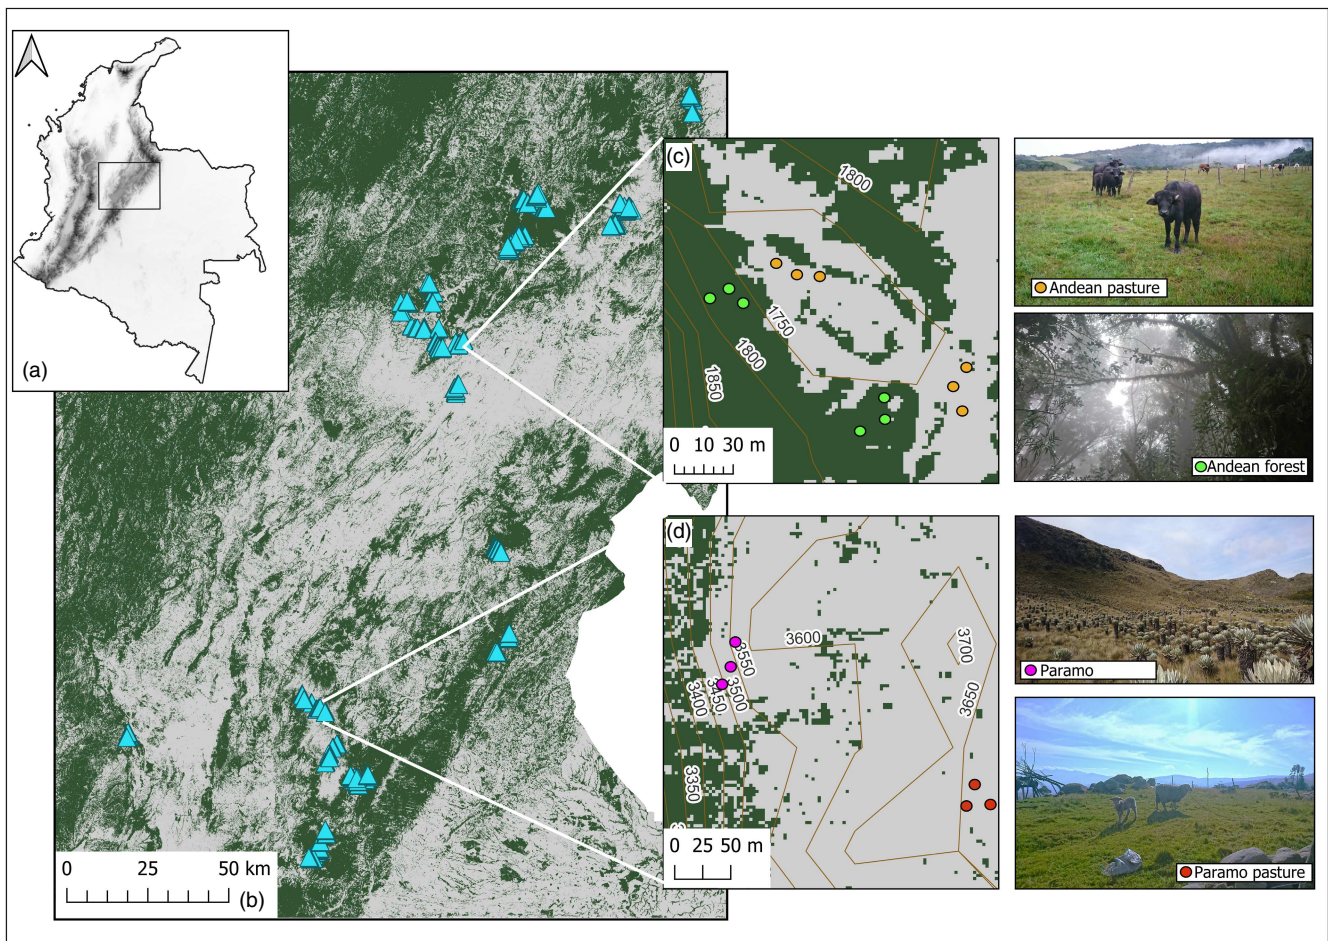 (a)
(b)
0 25 50 km
(c)
1800
1750
1800
1850
0 10 30 m
Andean pasture
Andean forest
(d)
3600
3700
3550
3500
3450
3400
3650
3350
0 25 50 m
Paramo
Paramo pasture